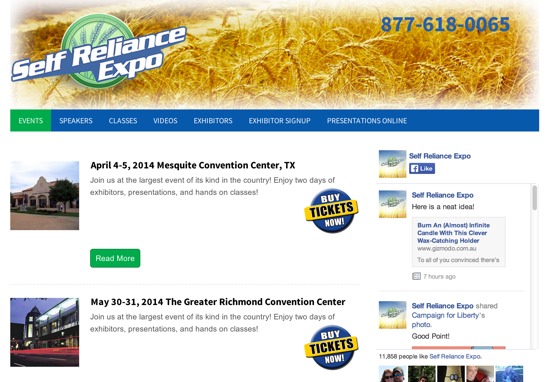 Self Reliance
Expo
877-618-0065
EVENTS SPEAKERS CLASSES VIDEOS EXHIBITORS EXHIBITOR SIGNUP PRESENTATIONS ONLINE
April 4-5, 2014 Mesquite Convention Center, TX
Join us at the largest event of its kind in the country! Enjoy two days of
exhibitors, presentations, and hands on classes!
BUY
TICKETS
NOW!
Read More
May 30-31, 2014 The Greater Richmond Convention Center
Join us at the largest event of its kind in the country! Enjoy two days of
exhibitors, presentations, and hands on classes!
BUY
TICKETS
NOW!
Self Reliance Expo
Like
Self Reliance Expo
Here is a neat idea!
Burn An (Almost) Infinite
Candle With This Clever
Wax-Catching Holder
www.gizmodo.com.au
To all of you convinced there's
7 hours ago
Self Reliance Expo shared
Campaign for Liberty's
photo.
Good Point!
11,858 people like Self Reliance Expo.